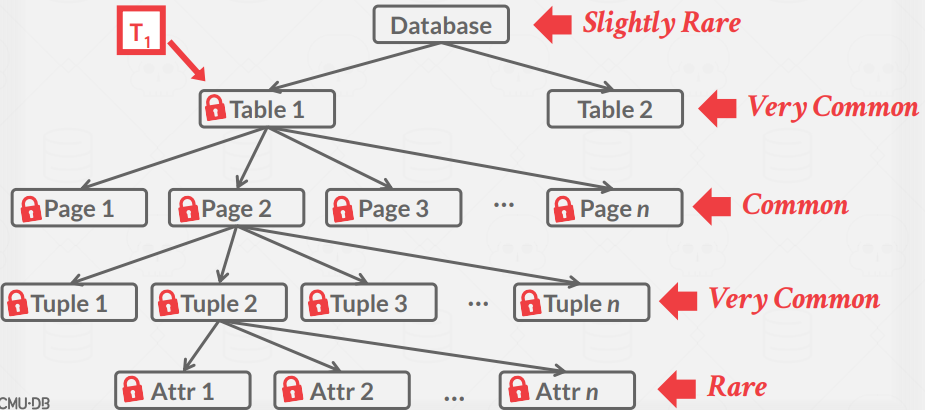 T1
Database
Slightly Rare
Table 1
Table 2
Very Common
Page 1
Page 2
Page 3
...
Page n
Common
Tuple 1
Tuple 2
Tuple 3
...
Tuple n
Very Common
Attr 1
Attr 2
...
Attr n
Rare
CMU·DB